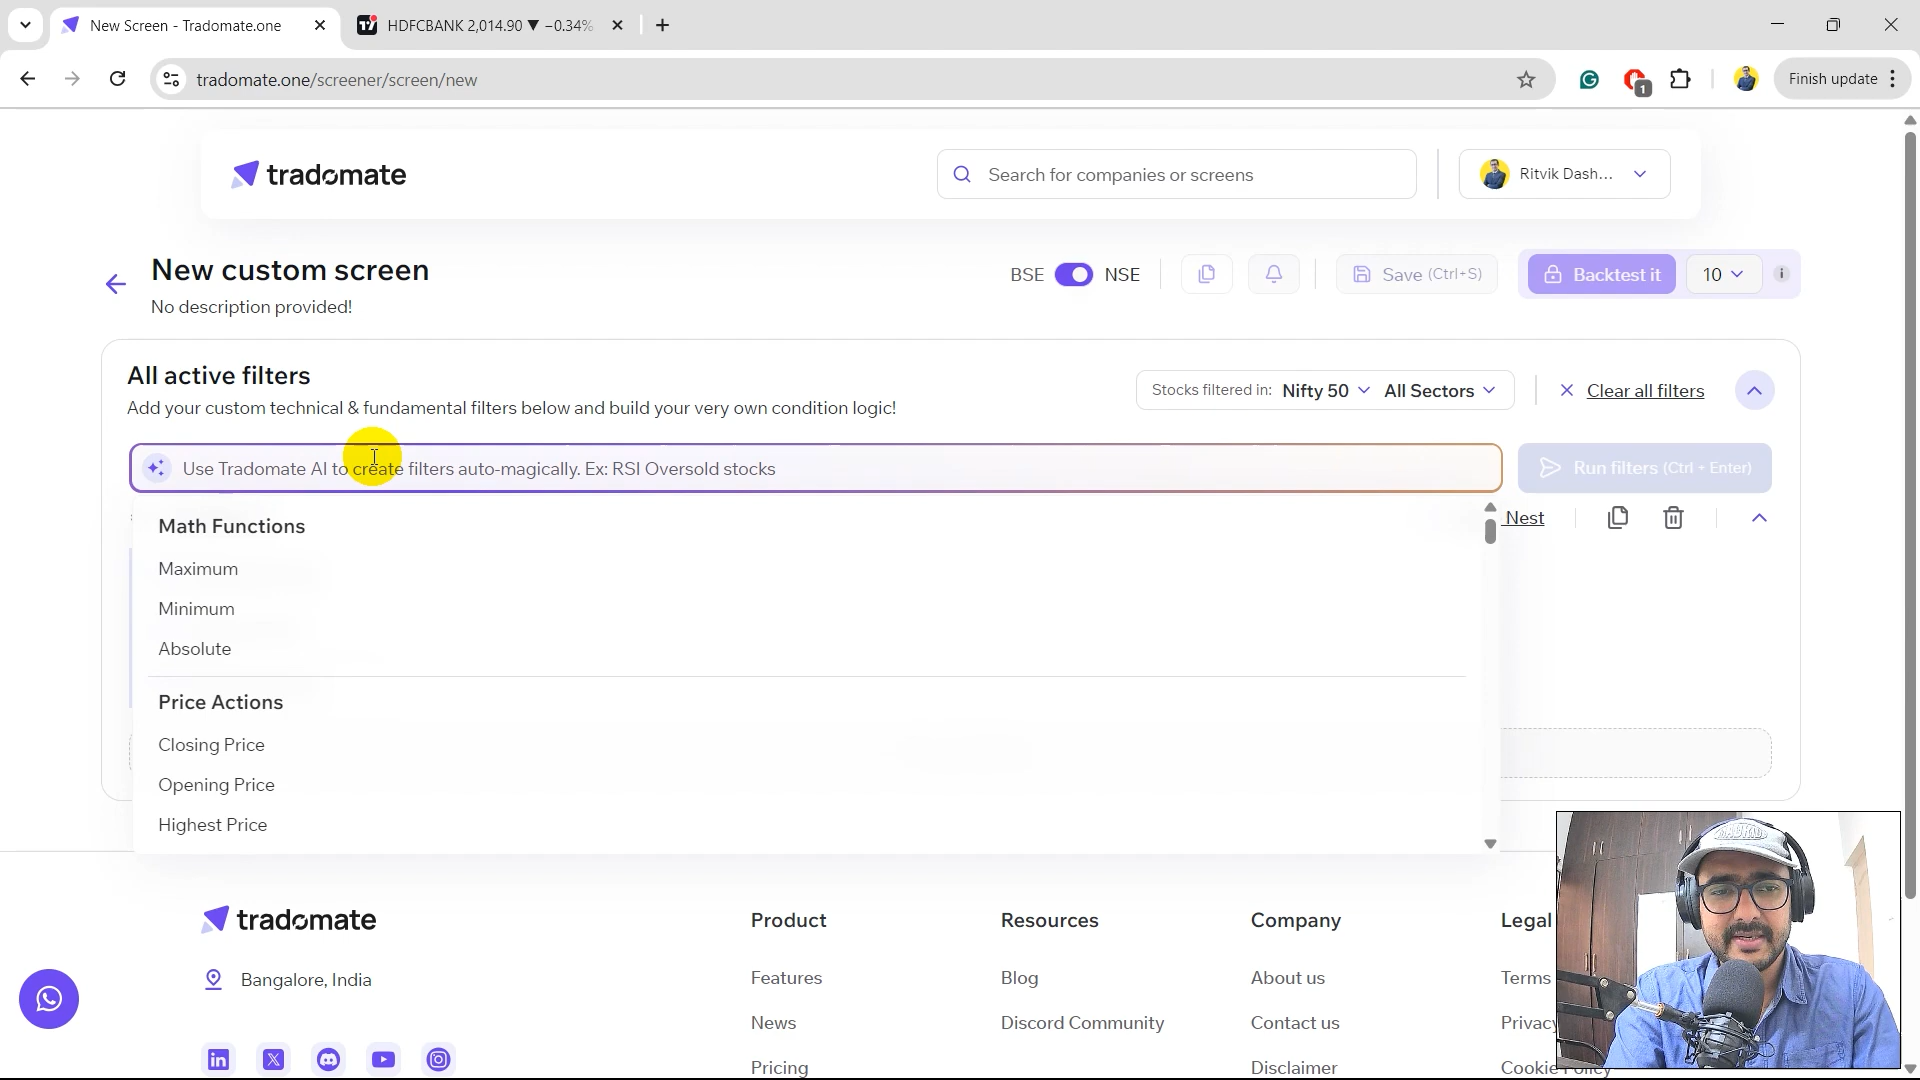 New Screen - Tradomate.one
HDFCBANK 2,014.90 ▼ −0.34%
tradomate.one/screener/screen/new
1
Finish update
tradomate
Search for companies or screens
Ritvik Dash...
New custom screen
No description provided!
BSE
NSE
Save (Ctrl+S)
Backtest it
10
i
All active filters
Add your custom technical & fundamental filters below and build your very own condition logic!
Stocks filtered in: Nifty 50
All Sectors
Clear all filters
Use Tradomate AI to create filters auto-magically. Ex: RSI Oversold stocks
Run filters (Ctrl + Enter)
Nest
Math Functions
Maximum
Minimum
Absolute
Price Actions
Closing Price
Opening Price
Highest Price
tradomate
Product
Resources
Company
Legal
Bangalore, India
Features
Blog
About us
Terms
News
Discord Community
Contact us
Pricing
Disclaimer